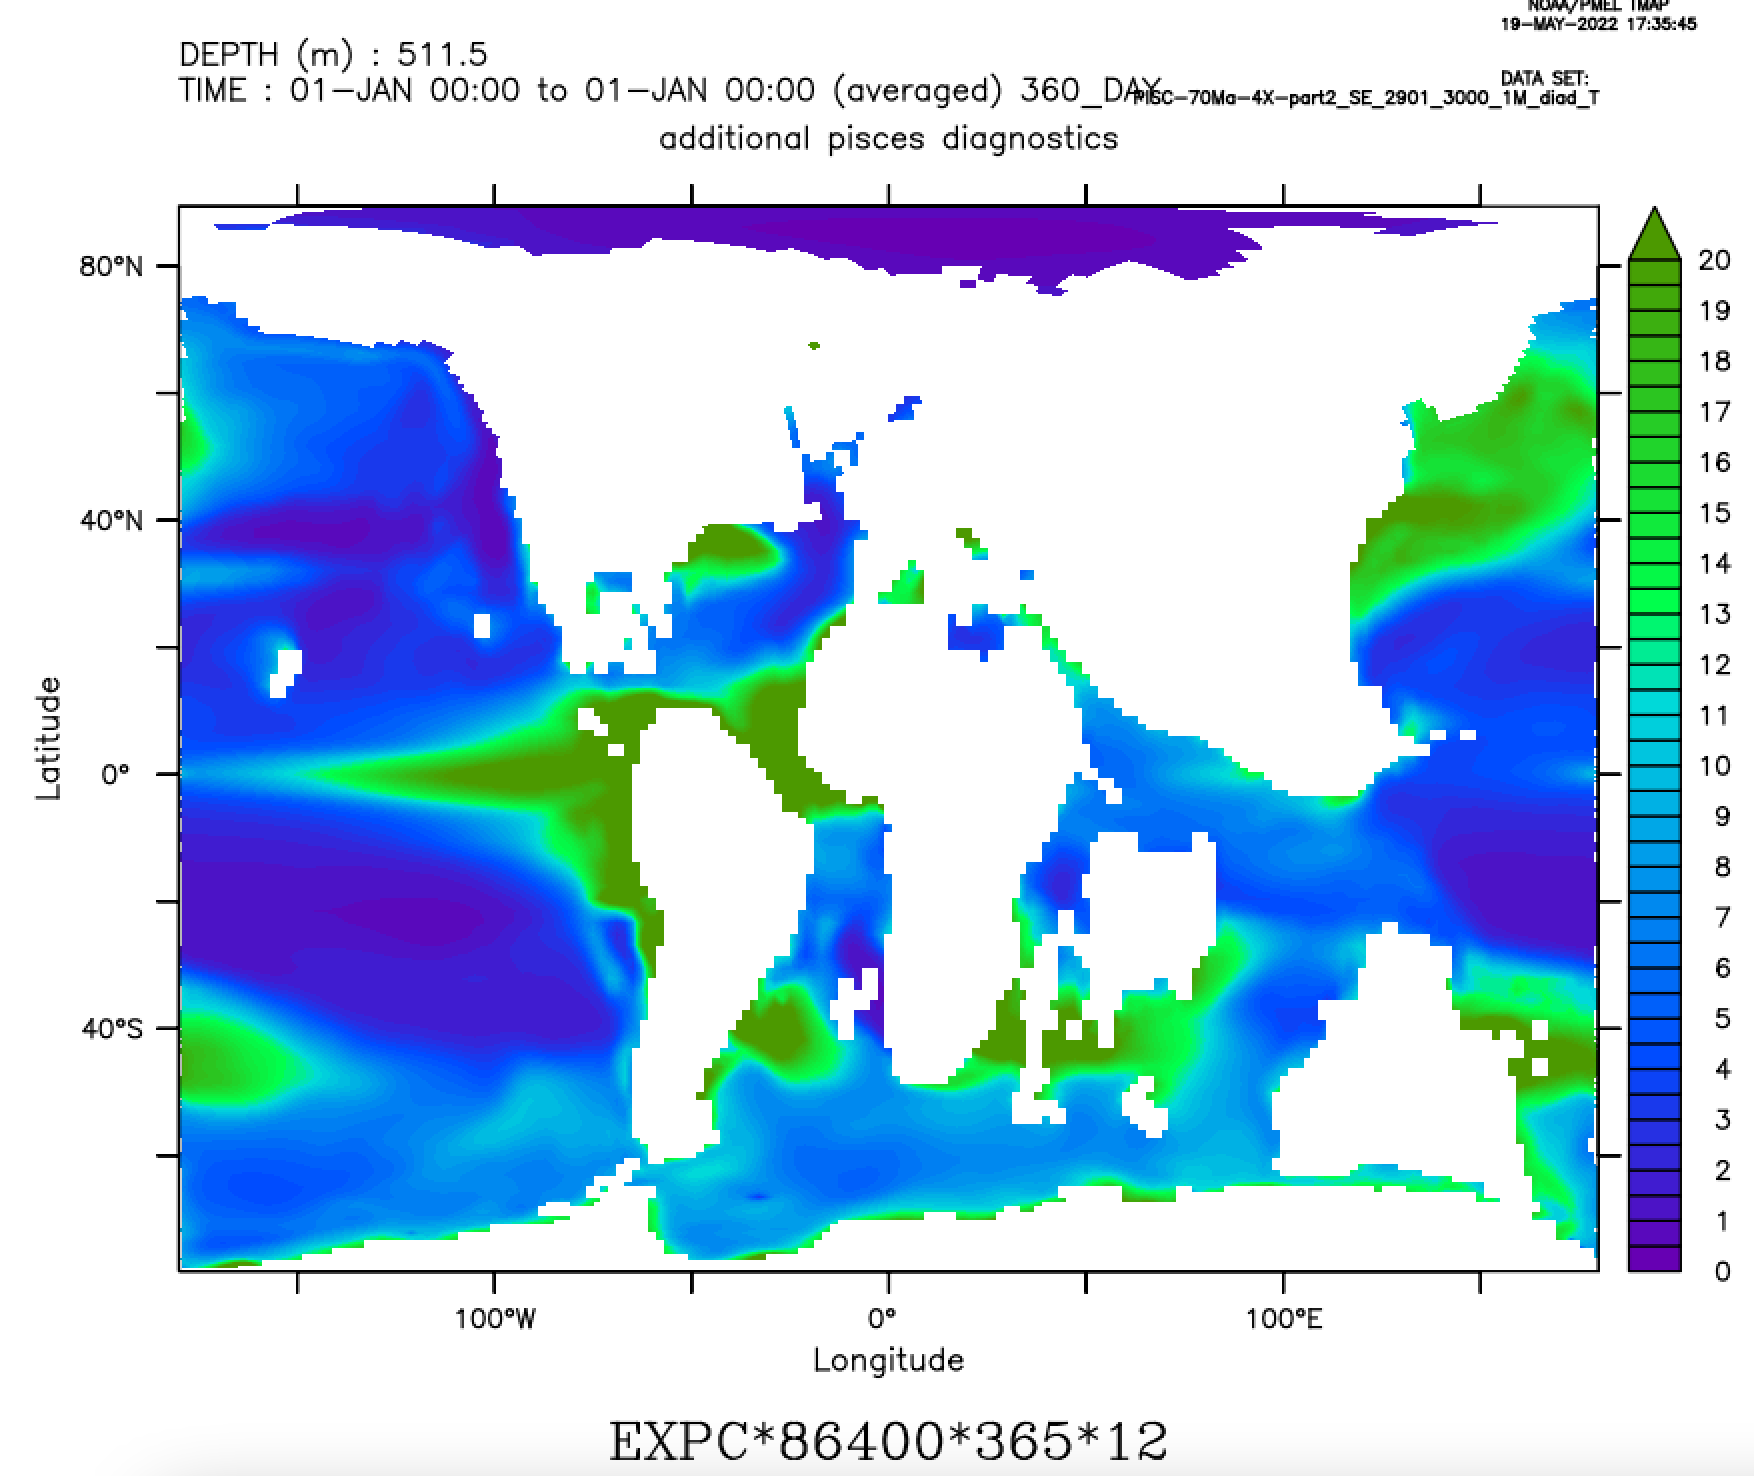 NOAA/PMEL TMAP
19-MAY-2022 17:35:45
DEPTH (m) : 511.5
TIME : 01-JAN 00:00 to 01-JAN 00:00 (averaged) 360_DAY
DATA SET:
PISC-70Ma-4X-part2_SE_2901_3000_1M_diad_T
additional pisces diagnostics
80°N
40°N
0°
40°S
Latitude
100°W
0°
100°E
Longitude
20
19
18
17
16
15
14
13
12
11
10
9
8
7
6
5
4
3
2
1
0
EXPC*86400*365*12